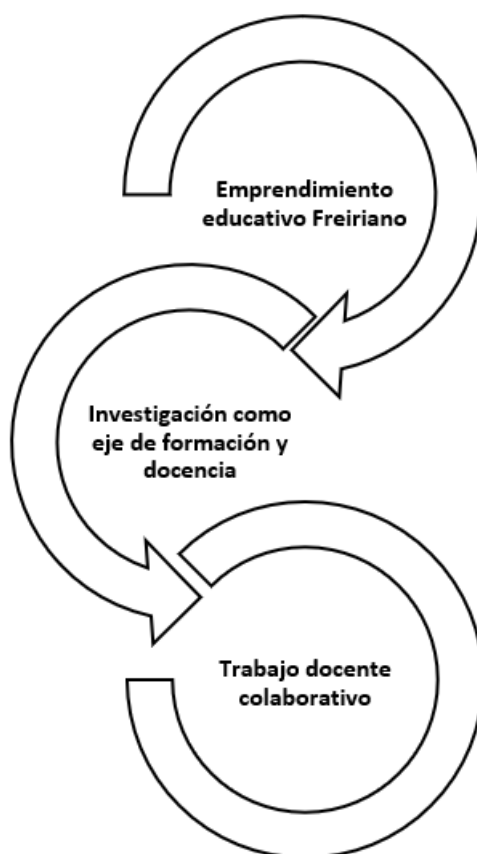 Emprendimiento
educativo Freiriano
Investigación como
eje de formación y
docencia
Trabajo docente
colaborativo